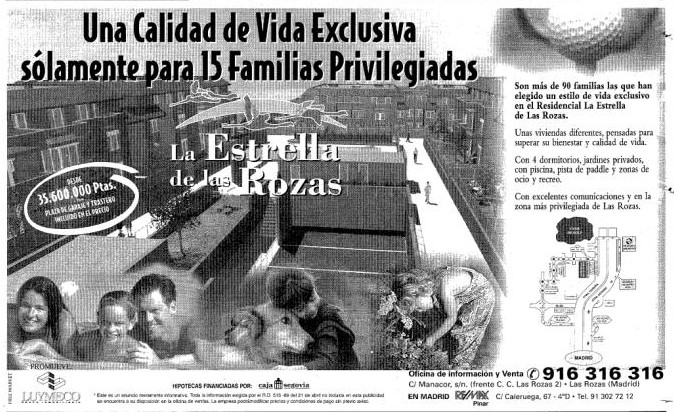 Una Calidad de Vida Exclusiva
sólamente para 15 Familias Privilegiadas
La Estrella
de las Rozas
DESDE
35.600.000 Ptas.
PLAZA DE GARAJE Y TRASTERO
INCLUIDO EN EL PRECIO
Son más de 90 familias las que han
elegido un estilo de vida exclusivo
en el Residencial La Estrella
de Las Rozas.
Unas viviendas diferentes, pensadas para
superar su bienestar y calidad de vida.
Con 4 dormitorios, jardines privados,
con piscina, pista de paddle y zonas de
ocio y recreo.
Con excelentes comunicaciones y en la
zona más privilegiada de Las Rozas.
MADRID
PROMUEVE:
LUYMECO
HIPOTECAS FINANCIADAS POR: caja segovia
* Este es un anuncio meramente informativo. Toda la información exigida por el R.D. 515 -89 del 21 de abril no incluida en esta publicidad
se encuentra a su disposición en la oficina de ventas. La empresa podrá modificar precios y condiciones de pago sin previo aviso.
Oficina de información y Venta 916 316 316
C/ Manacor, s/n. (frente C. C. Las Rozas 2) • Las Rozas (Madrid)
EN MADRID RE/MAX Pinar C/ Caleruega, 67 - 4ºD • Tel. 91 302 72 12